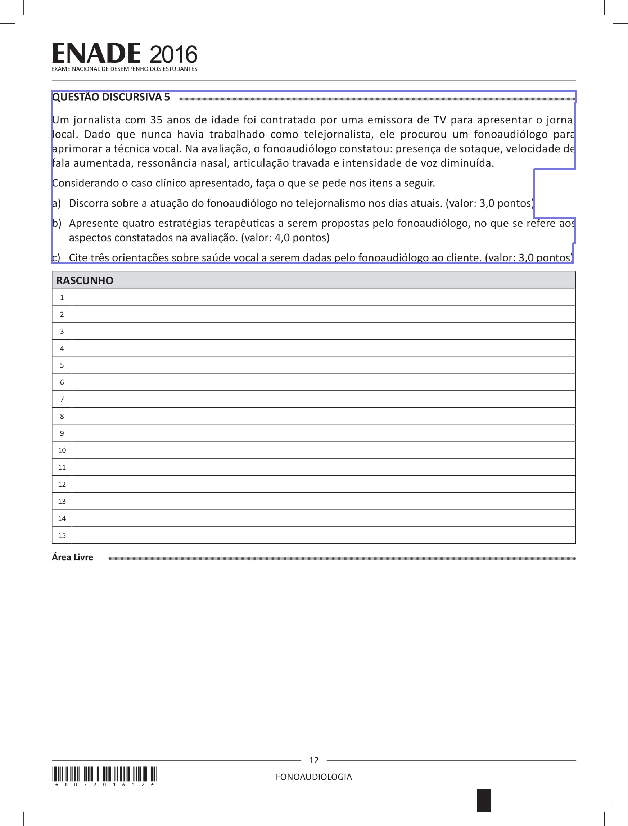 ENADE 2016
EXAME NACIONAL DE DESEMPENHO DOS ESTUDANTES
QUESTÃO DISCURSIVA 5
Um jornalista com 35 anos de idade foi contratado por uma emissora de TV para apresentar o jornal
local. Dado que nunca havia trabalhado como telejornalista, ele procurou um fonoaudiólogo para
aprimorar a técnica vocal. Na avaliação, o fonoaudiólogo constatou: presença de sotaque, velocidade de
fala aumentada, ressonância nasal, articulação travada e intensidade de voz diminuída.
Considerando o caso clínico apresentado, faça o que se pede nos itens a seguir.
a) Discorra sobre a atuação do fonoaudiólogo no telejornalismo nos dias atuais. (valor: 3,0 pontos)
b) Apresente quatro estratégias terapêuticas a serem propostas pelo fonoaudiólogo, no que se refere aos
aspectos constatados na avaliação. (valor: 4,0 pontos)
c) Cite três orientações sobre saúde vocal a serem dadas pelo fonoaudiólogo ao cliente. (valor: 3,0 pontos)
RASCUNHO
1
2
3
4
5
6
7
8
9
10
11
12
13
14
15
Área Livre
12
FONOAUDIOLOGIA